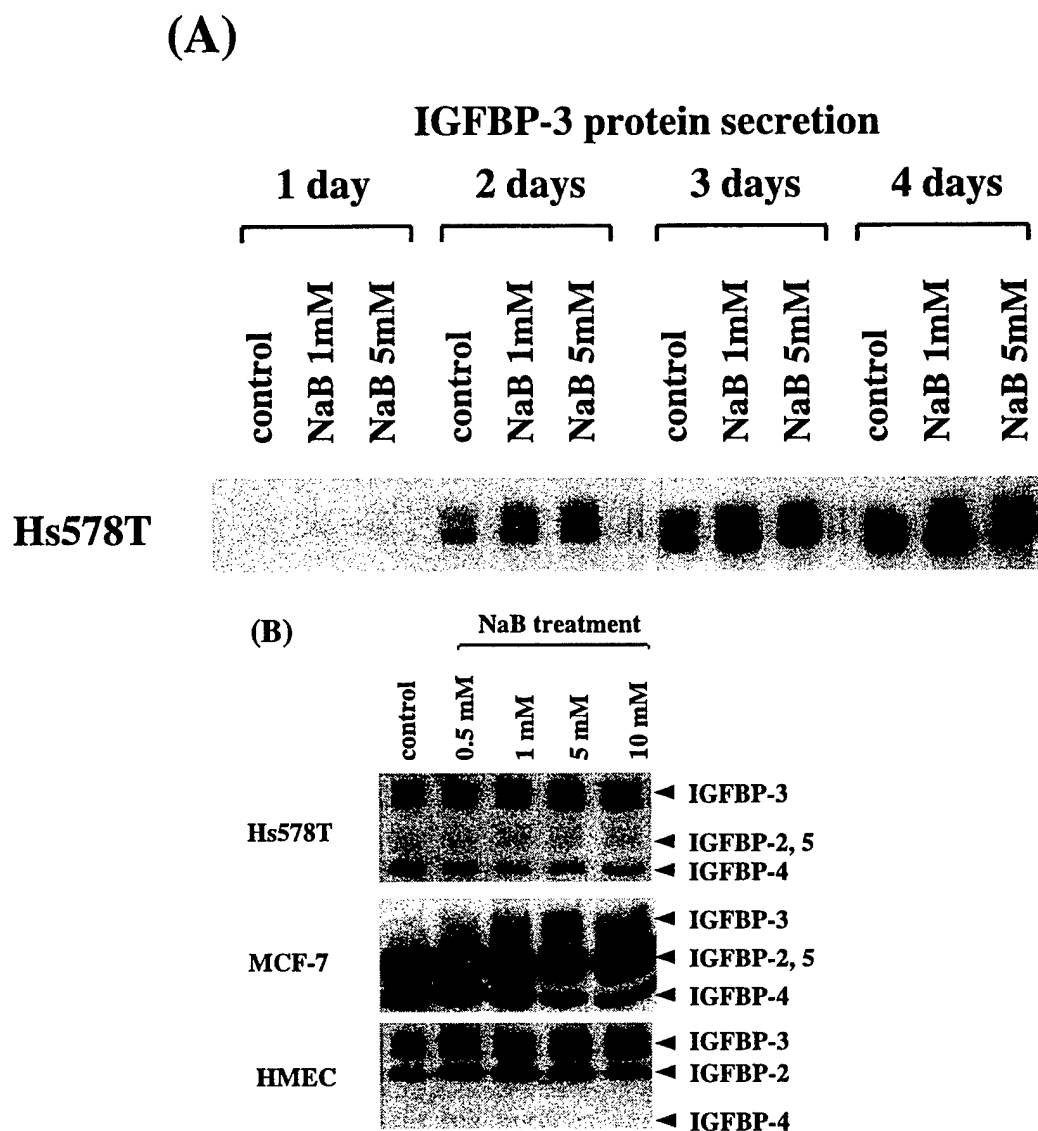 (A)
IGFBP-3 protein secretion
1 day 2 days 3 days 4 days
control NaB 1mM NaB 5mM control NaB 1mM NaB 5mM control NaB 1mM NaB 5mM control NaB 1mM NaB 5mM
Hs578T
(B) NaB treatment
control 0.5 mM 1 mM 5 mM 10 mM
IGFBP-3
Hs578T
IGFBP-2, 5
IGFBP-4
IGFBP-3
MCF-7
IGFBP-2, 5
IGFBP-4
IGFBP-3
HMEC
IGFBP-2
IGFBP-4